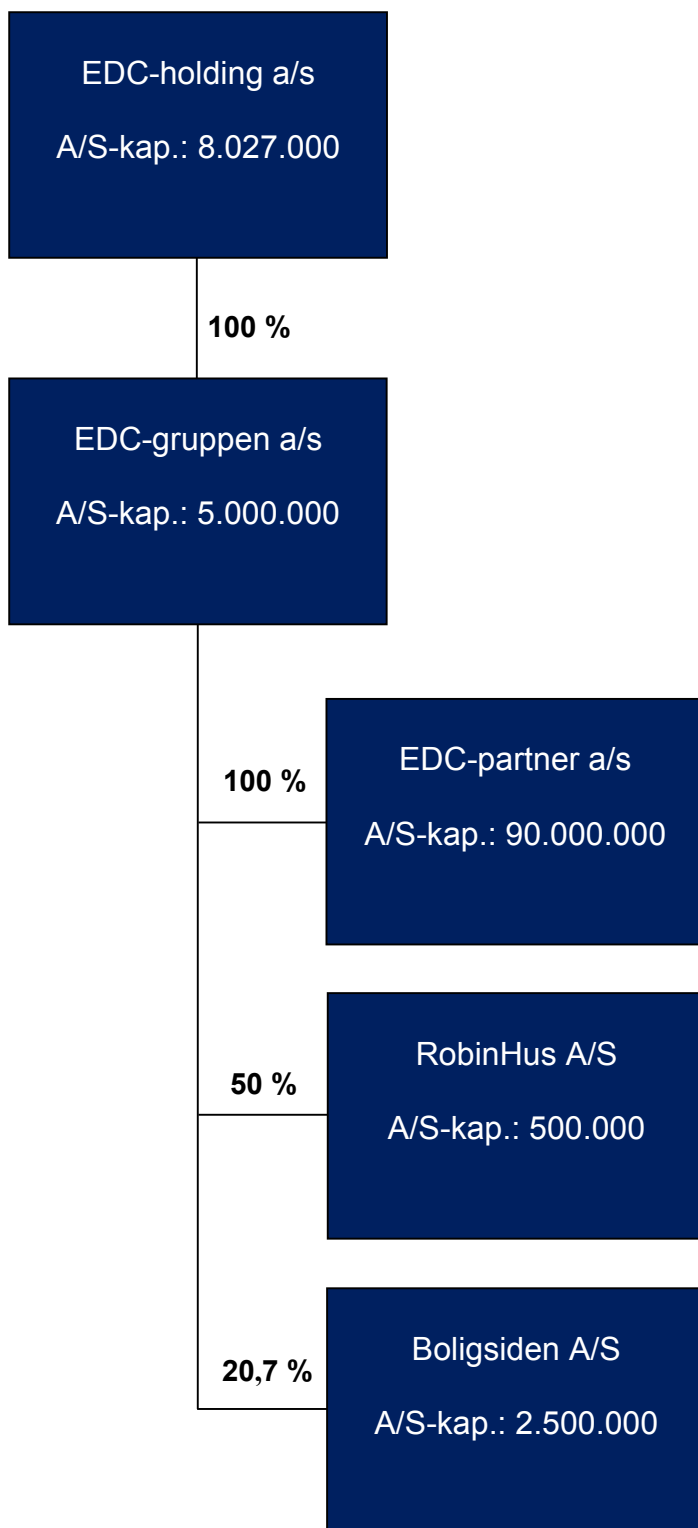 EDC-holding a/s
A/S-kap.: 8.027.000
100 %
EDC-gruppen a/s
A/S-kap.: 5.000.000
100 %
EDC-partner a/s
A/S-kap.: 90.000.000
50 %
RobinHus A/S
A/S-kap.: 500.000
20,7 %
Boligsiden A/S
A/S-kap.: 2.500.000